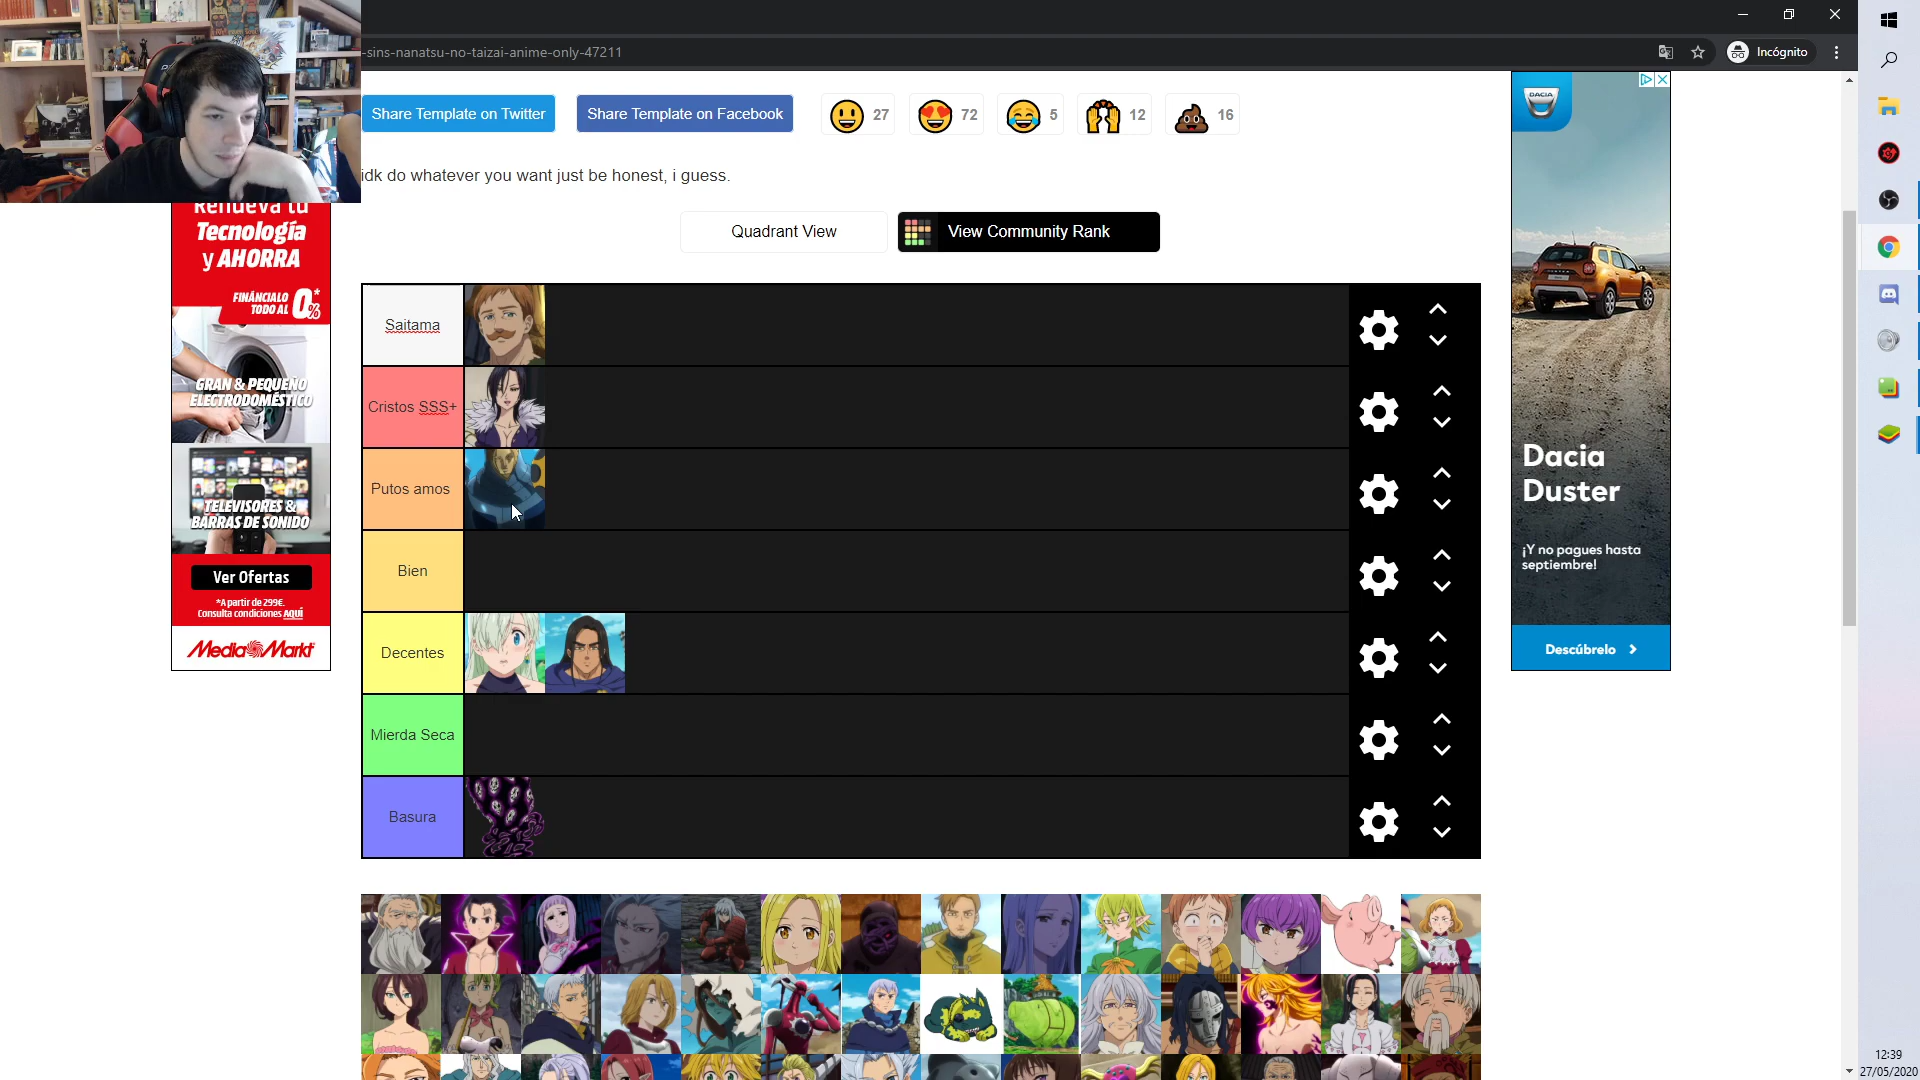 -sins-nanatsu-no-taizai-anime-only-47211
Incógnito
Share Template on Twitter
Share Template on Facebook
27
72
5
12
16
idk do whatever you want just be honest, i guess.
Quadrant View
View Community Rank
Renueva tu
Tecnología
y AHORRA
FINÁNCIALO
TODO AL 0%*
GRAN & PEQUEÑO
ELECTRODOMÉSTICO
TELEVISORES &
BARRAS DE SONIDO
Ver Ofertas
*A partir de 299€.
Consulta condiciones AQUÍ
MediaMarkt
Saitama
Cristos SSS+
Putos amos
Bien
Decentes
Mierda Seca
Basura
DACIA
Dacia
Duster
¡Y no pagues hasta
septiembre!
Descúbrelo
12:39
27/05/2020